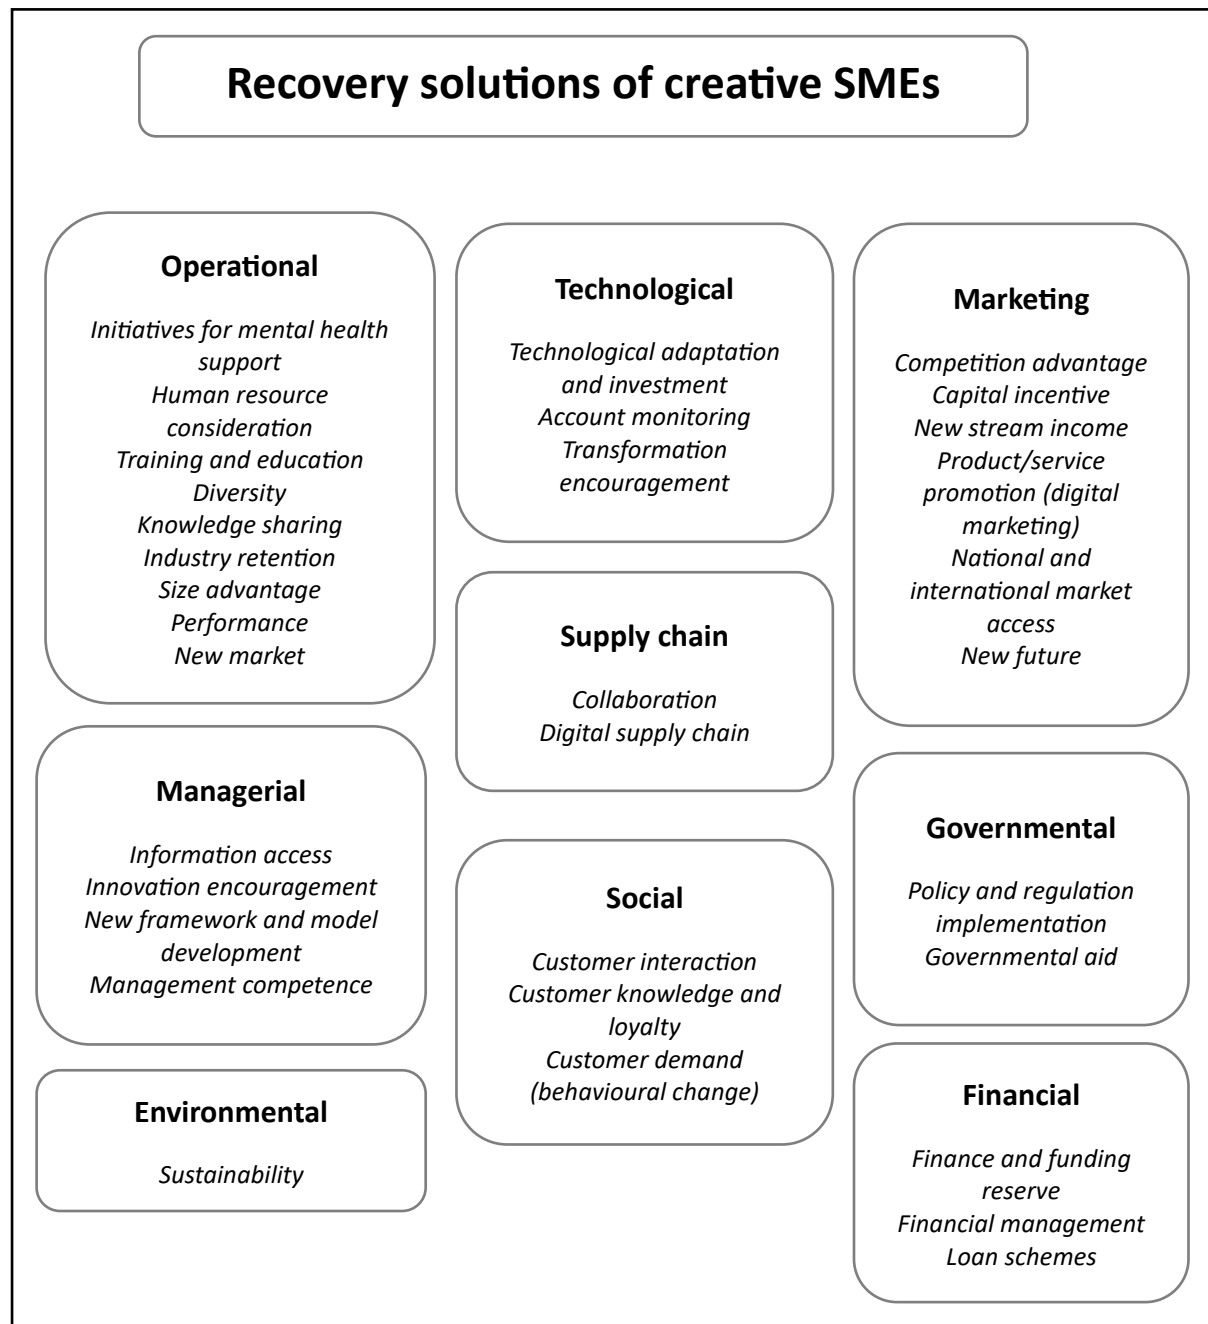 Recovery solutions of creative SMEs
Operational
Initiatives for mental health
support
Human resource
consideration
Training and education
Diversity
Knowledge sharing
Industry retention
Size advantage
Performance
New market
Technological
Technological adaptation
and investment
Account monitoring
Transformation
encouragement
Marketing
Competition advantage
Capital incentive
New stream income
Product/service
promotion (digital
marketing)
National and
international market
access
New future
Supply chain
Collaboration
Digital supply chain
Managerial
Information access
Innovation encouragement
New framework and model
development
Management competence
Social
Customer interaction
Customer knowledge and
loyalty
Customer demand
(behavioural change)
Governmental
Policy and regulation
implementation
Governmental aid
Environmental
Sustainability
Financial
Finance and funding
reserve
Financial management
Loan schemes